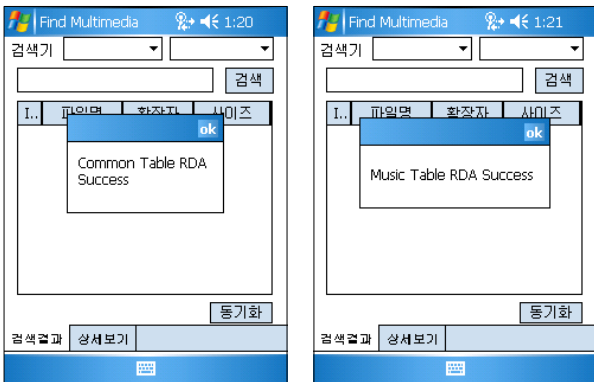 Find Multimedia 1:20
검색기
검색
I.. 파일명 확장자 사이즈
ok
Common Table RDA
Success
동기화
검색결과 상세보기
Find Multimedia 1:21
검색기
검색
I.. 파일명 확장자 사이즈
ok
Music Table RDA Success
동기화
검색결과 상세보기